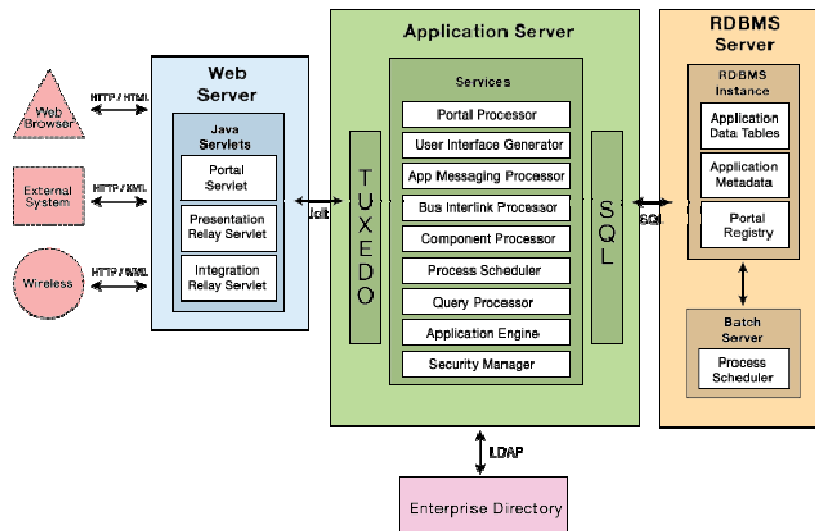 Web
Browser
External
System
Wireless
HTTP / HTML
HTTP / XML
HTTP / WML
Web
Server
Java
Servlets
Portal
Servlet
Presentation
Relay Servlet
Integration
Relay Servlet
Jolt
Application Server
TUXEDO
Services
Portal Processor
User Interface Generator
App Messaging Processor
Bus Interlink Processor
Component Processor
Process Scheduler
Query Processor
Application Engine
Security Manager
SQL
SQL
RDBMS
Server
RDBMS
Instance
Application
Data Tables
Application
Metadata
Portal
Registry
Batch
Server
Process
Scheduler
LDAP
Enterprise Directory